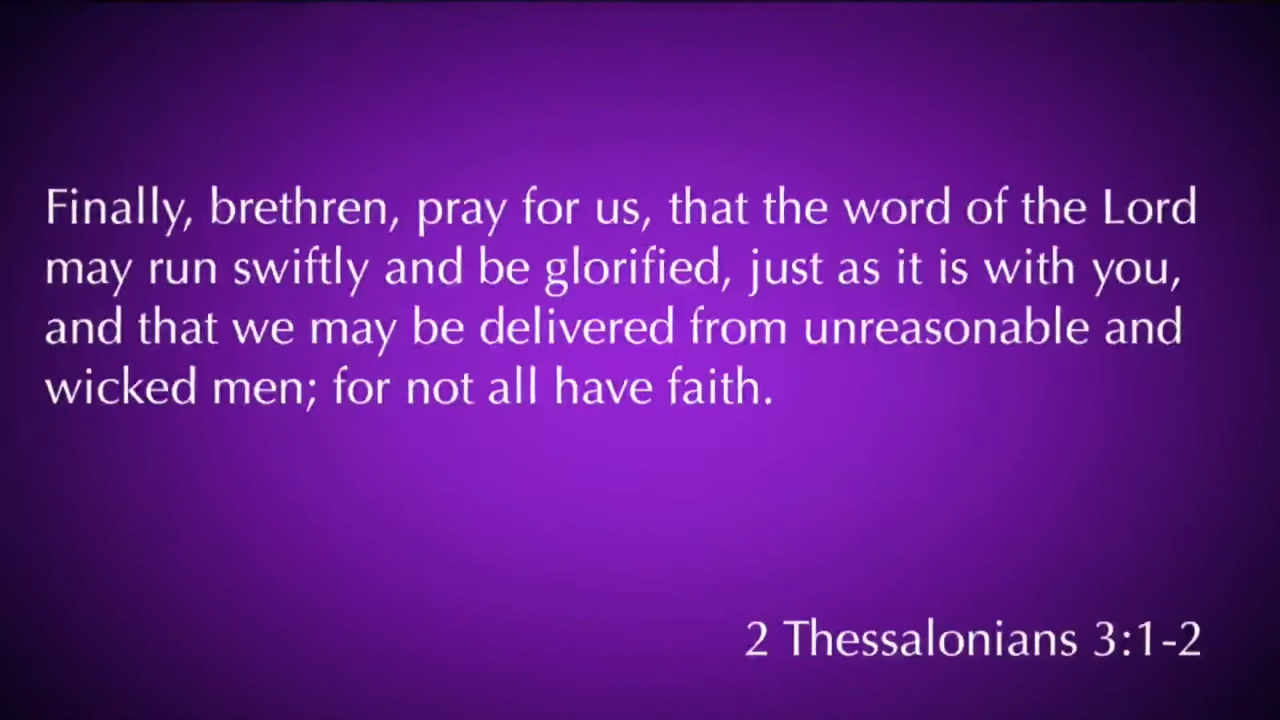 Finally, brethren, pray for us, that the word of the Lord
may run swiftly and be glorified, just as it is with you,
and that we may be delivered from unreasonable and
wicked men; for not all have faith.
2 Thessalonians 3:1-2